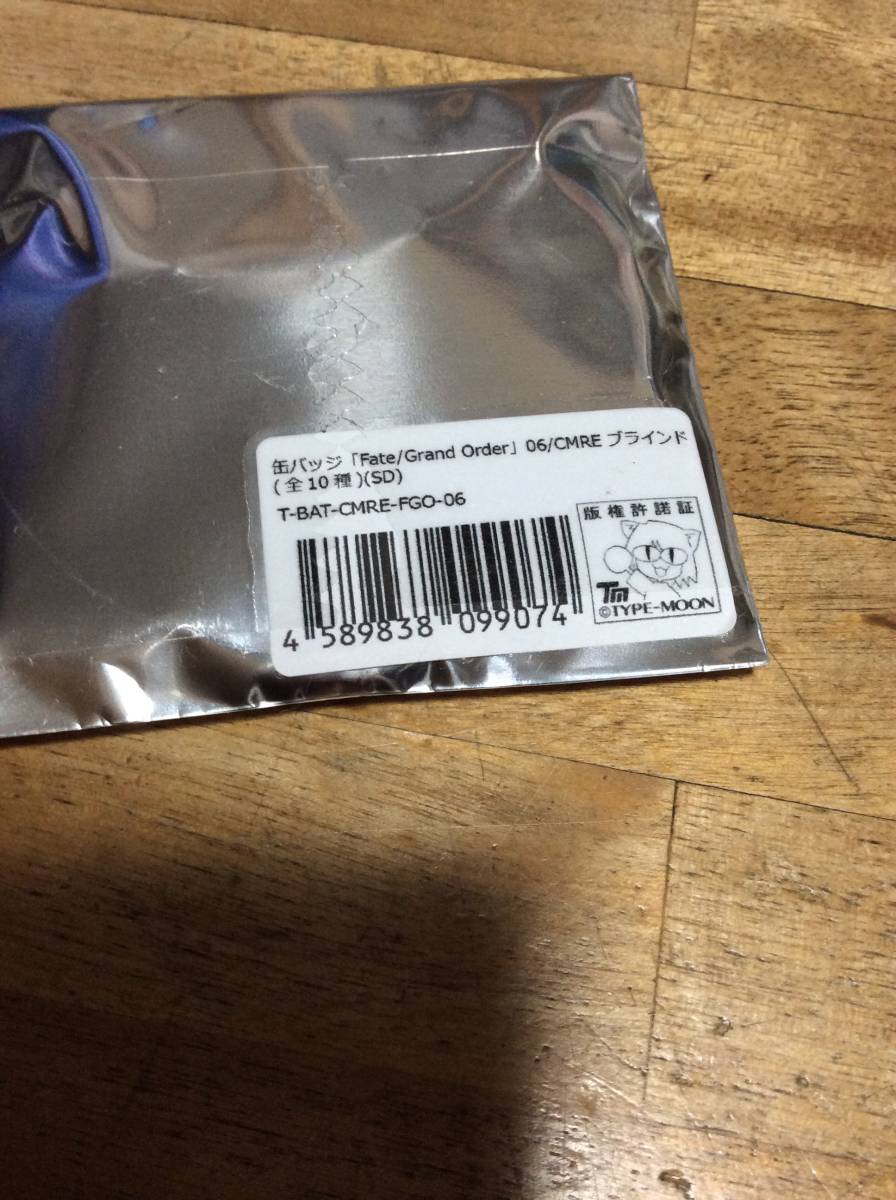 缶バッジ「Fate/Grand Order」06/CMRE ブラインド
(全10種)(SD)
T-BAT-CMRE-FGO-06
版権許諾証
TM
©TYPE-MOON
4 589838 099074